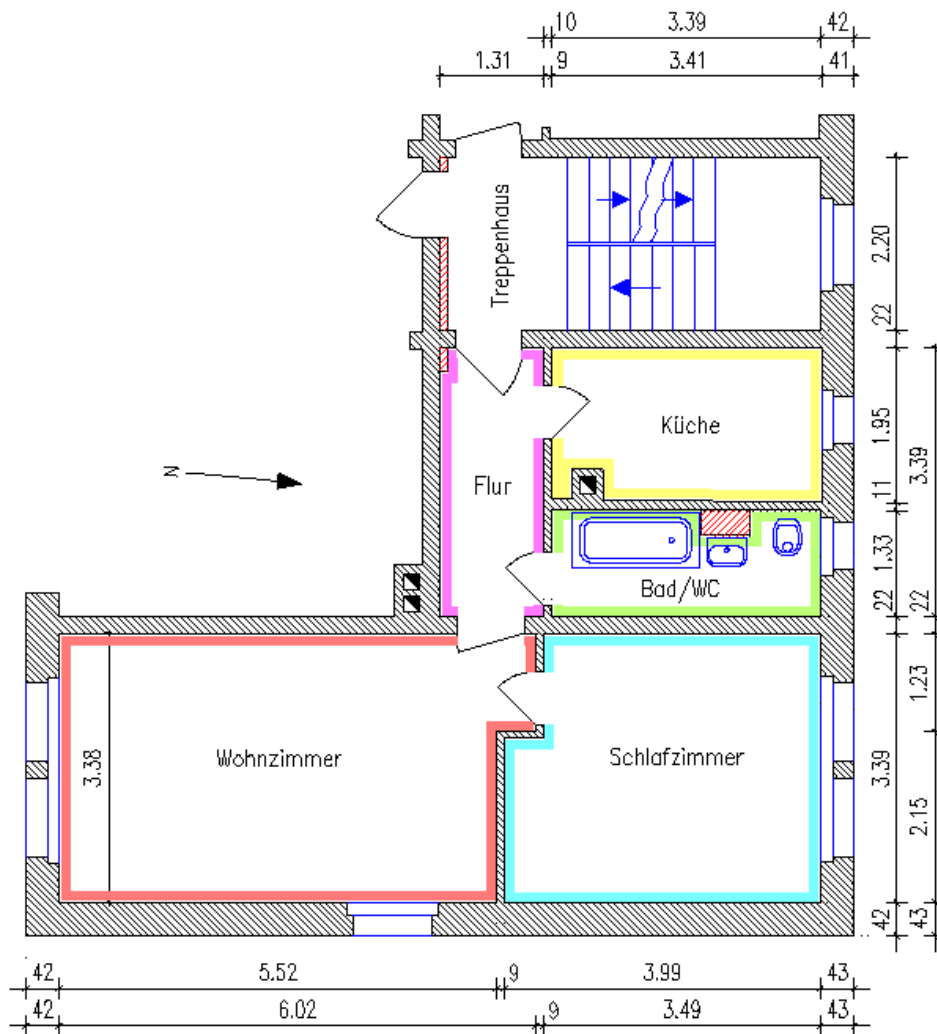 10 3.39 42
1.31 9 3.41 41
Treppenhaus
2.20
22
Küche
1.95
3.39
11
N
Flur
Bad/WC
1.33
22
22
1.23
Wohnzimmer
Schlafzimmer
3.38
3.39
2.15
42
43
42 5.52 9 3.99 43
42 6.02 9 3.49 43